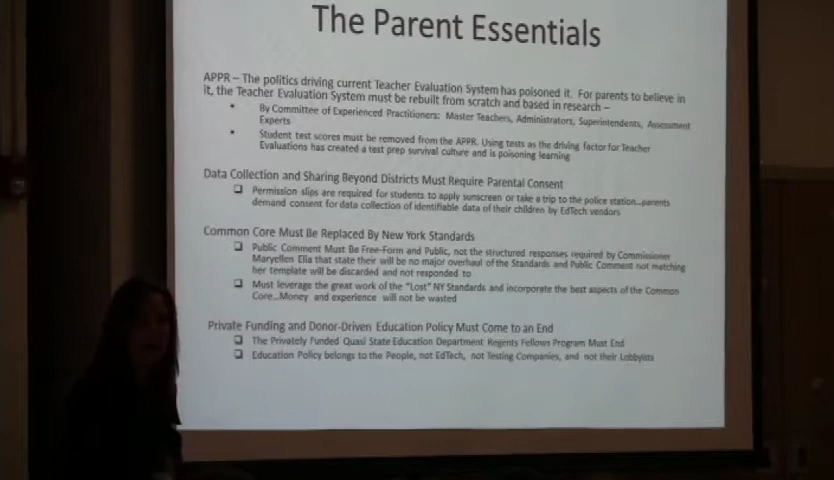 The Parent Essentials
APPR – The politics driving current Teacher Evaluation System has poisoned it. For parents to believe in
it, the Teacher Evaluation System must be rebuilt from scratch and based in research –
• By Committee of Experienced Practitioners: Master Teachers, Administrators, Superintendents, Assessment
Experts
• Student test scores must be removed from the APPR. Using tests as the driving factor for Teacher
Evaluations has created a test prep survival culture and is poisoning learning
Data Collection and Sharing Beyond Districts Must Require Parental Consent
❑ Permission slips are required for students to apply sunscreen or take a trip to the police station...parents
demand consent for data collection of identifiable data of their children by EdTech vendors
Common Core Must Be Replaced By New York Standards
❑ Public Comment Must Be Free-Form and Public, not the structured responses required by Commissioner
Maryellen Elia that state their will be no major overhaul of the Standards and Public Comment not matching
her template will be discarded and not responded to
❑ Must leverage the great work of the "Lost" NY Standards and incorporate the best aspects of the Common
Core...Money and experience will not be wasted
Private Funding and Donor-Driven Education Policy Must Come to an End
❑ The Privately Funded Quasi State Education Department Regents Fellows Program Must End
❑ Education Policy belongs to the People, not EdTech, not Testing Companies, and not their Lobbyists